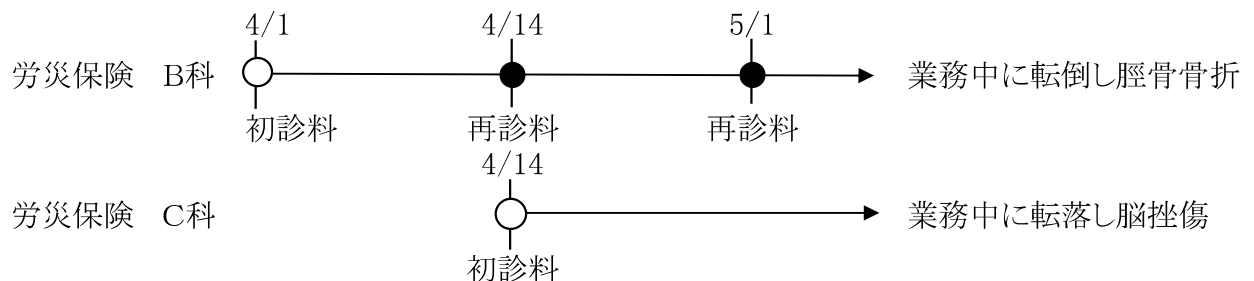 4/1 4/14 5/1
労災保険 B科 業務中に転倒し脛骨骨折
初診料 再診料 再診料
4/14
労災保険 C科 業務中に転落し脳挫傷
初診料